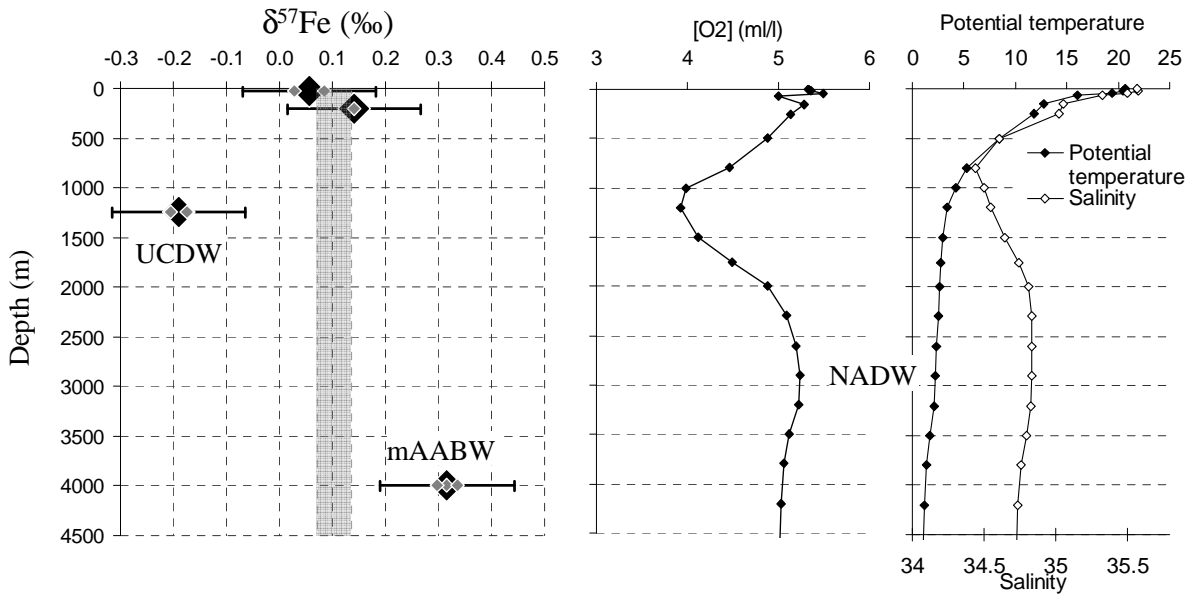 δ⁵⁷Fe (‰)
-0.3 -0.2 -0.1 0.0 0.1 0.2 0.3 0.4 0.5
Depth (m)
0
500
1000
1500
2000
2500
3000
3500
4000
4500
UCDW
mAABW
[O2] (ml/l)
3 4 5 6
NADW
Potential temperature
0 5 10 15 20 25
Potential
temperature
Salinity
34 34.5 35 35.5
Salinity